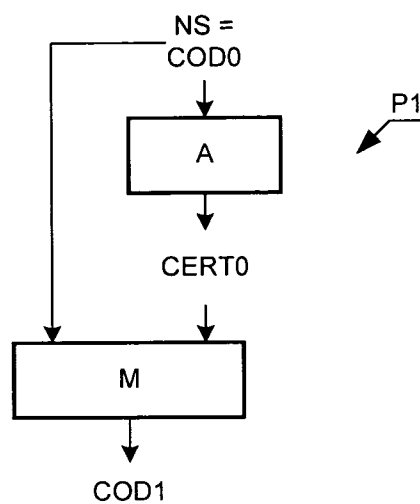 NS =
COD0
P1
A
CERT0
M
COD1